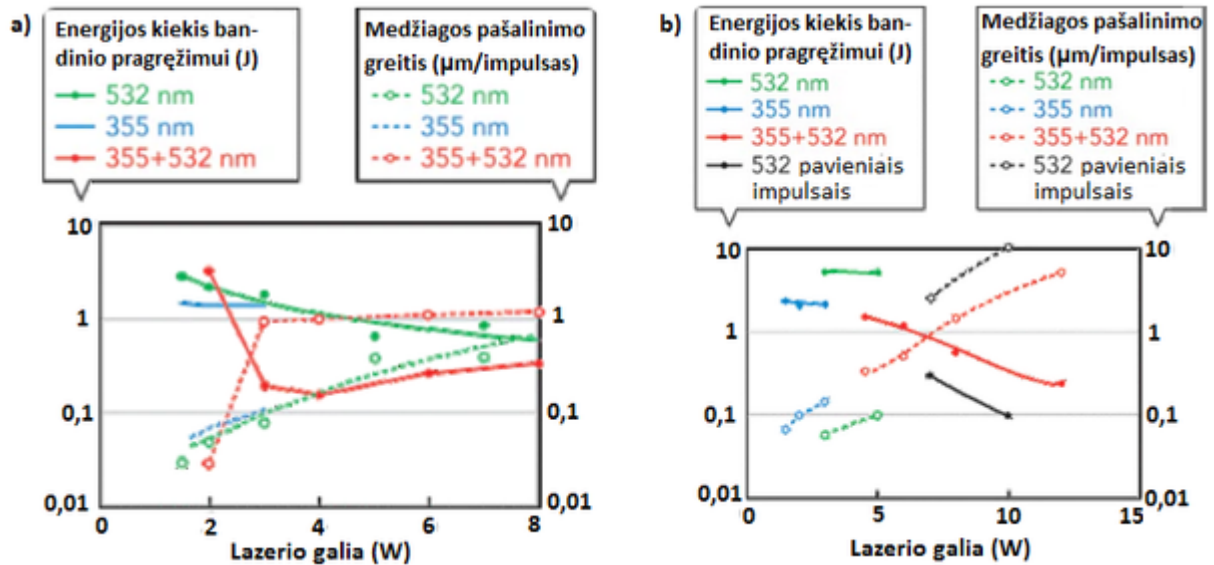 a)
Energijos kiekis ban-
dinio pragręžimui (J)
532 nm
355 nm
355+532 nm
Medžiagos pašalinimo
greitis (µm/impulsas)
532 nm
355 nm
355+532 nm
10
1
0,1
0,01
10
1
0,1
0,01
0 2 4 6 8
Lazerio galia (W)
b)
Energijos kiekis ban-
dinio pragręžimui (J)
532 nm
355 nm
355+532 nm
532 pavieniais
impulsais
Medžiagos pašalinimo
greitis (µm/impulsas)
532 nm
355 nm
355+532 nm
532 pavieniais
impulsais
10
1
0,1
0,01
10
1
0,1
0,01
0 5 10 15
Lazerio galia (W)